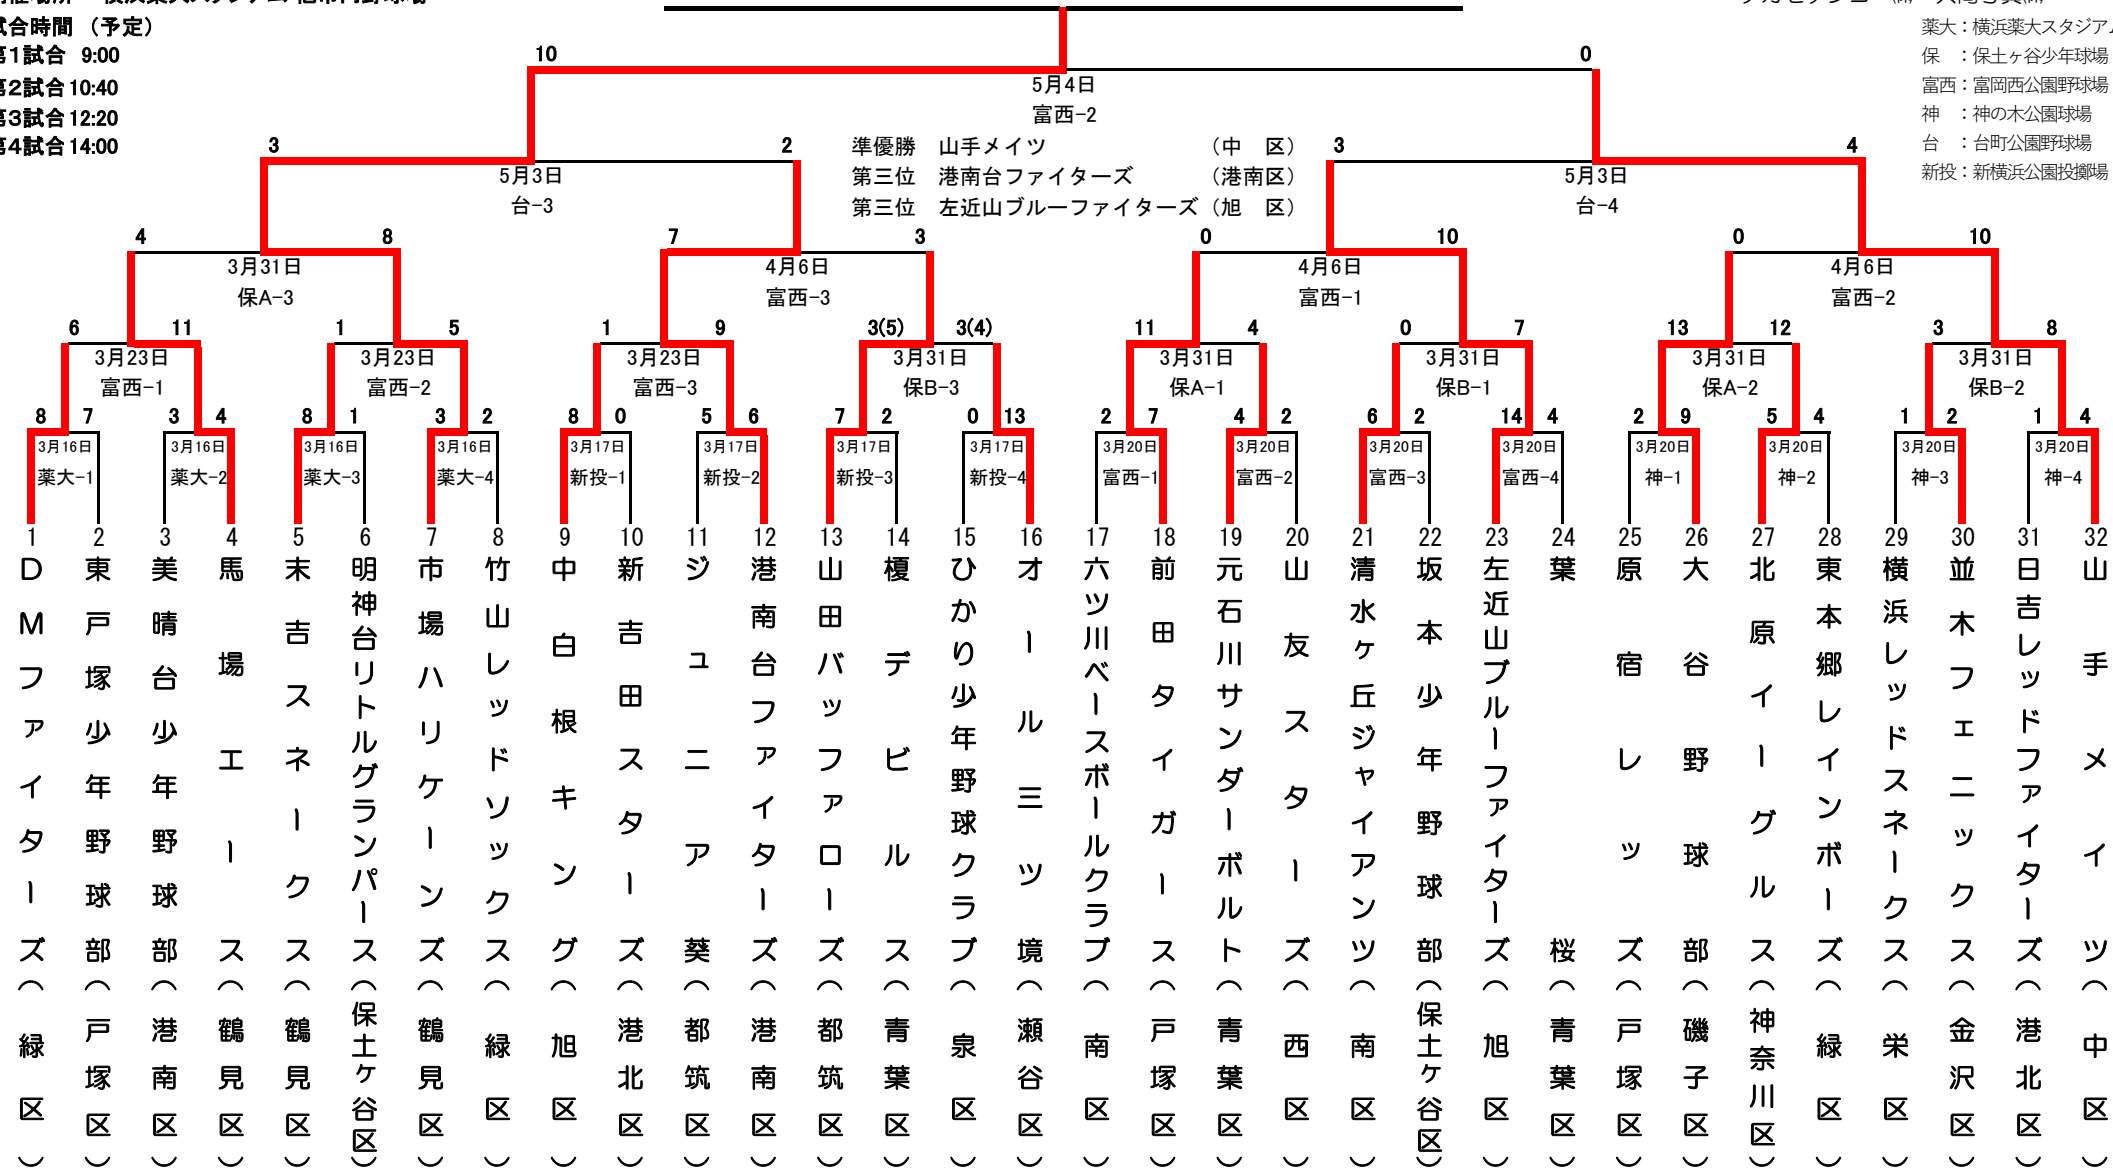 試合時間 （予定）
第1試合 9:00
第2試合 10:40
第3試合 12:20
第4試合 14:00
薬大：横浜薬大スタジアム
保　：保土ヶ谷少年球場
富西：富岡西公園野球場
神　：神の木公園球場
台　：台町公園野球場
新投：新横浜公園投擲場
10 0
5月4日
富西-2
準優勝 山手メイツ （中　区）
第三位 港南台ファイターズ （港南区）
第三位 左近山ブルーファイターズ （旭　区）
3 2 3 4
5月3日 5月3日
台-3 台-4
4 8 7 3 0 10 0 10
3月31日 4月6日 4月6日 4月6日
保A-3 富西-3 富西-1 富西-2
6 11 1 5 1 9 3(5) 3(4) 11 4 0 7 13 12 3 8
3月23日 3月23日 3月23日 3月31日 3月31日 3月31日 3月31日 3月31日
富西-1 富西-2 富西-3 保B-3 保A-1 保B-1 保A-2 保B-2
8 7 3 4 8 1 3 2 8 0 5 6 7 2 0 13 2 7 4 2 6 2 14 4 2 9 5 4 1 2 1 4
3月16日 3月16日 3月16日 3月16日 3月17日 3月17日 3月17日 3月17日 3月20日 3月20日 3月20日 3月20日 3月20日 3月20日 3月20日 3月20日
薬大-1 薬大-2 薬大-3 薬大-4 新投-1 新投-2 新投-3 新投-4 富西-1 富西-2 富西-3 富西-4 神-1 神-2 神-3 神-4
1 2 3 4 5 6 7 8 9 10 11 12 13 14 15 16 17 18 19 20 21 22 23 24 25 26 27 28 29 30 31 32
DMファイターズ（緑区）
東戸塚少年野球部（戸塚区）
美晴台少年野球部（港南区）
馬場エース（鶴見区）
末吉スネークス（鶴見区）
明神台リトルグランパース（保土ヶ谷区）
市場ハリケーンズ（鶴見区）
竹山レッドソックス（緑区）
中白根キング（旭区）
新吉田スターズ（港北区）
ジュニア葵（都筑区）
港南台ファイターズ（港南区）
山田バッファローズ（都筑区）
榎デビルス（青葉区）
ひかり少年野球クラブ（泉区）
オール三ツ境（瀬谷区）
六ツ川ベースボールクラブ（南区）
前田タイガース（戸塚区）
元石川サンダーボルト（青葉区）
山友スターズ（西区）
清水ヶ丘ジャイアンツ（南区）
坂本少年野球部（保土ケ谷区）
左近山ブルーファイターズ（旭区）
葉桜（青葉区）
原宿レッズ（戸塚区）
大谷野球部（磯子区）
北原イーグルス（神奈川区）
東本郷レインボーズ（緑区）
横浜レッドスネークス（栄区）
並木フェニックス（金沢区）
日吉レッドファイターズ（港北区）
山手メイツ（中区）